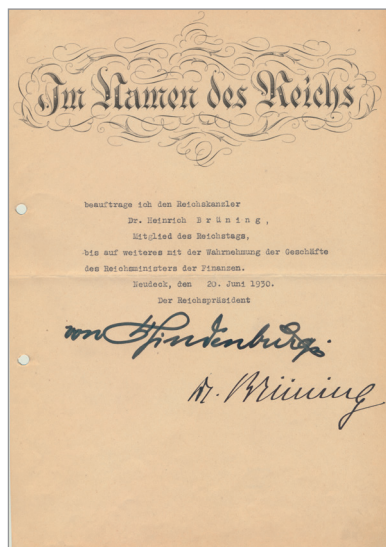 Im Namen des Reichs
beauftrage ich den Reichskanzler
Dr. Heinrich Brüning,
Mitglied des Reichstags,
bis auf weiteres mit der Wahrnehmung der Geschäfte
des Reichsministers der Finanzen.
Neudeck, den 20. Juni 1930.
Der Reichspräsident
von Hindenburg.
Dr. Brüning